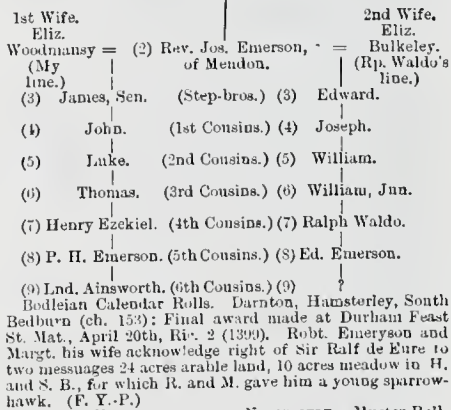 1st Wife. 2nd Wife.
Eliz. Eliz.
Woodmansy = (2) Rev. Jos. Emerson, = Bulkeley.
(My of Mendon. (Rp. Waldo's
line.) line.)
(3) James, Sen. (Step-bros.) (3) Edward.
(4) John. (1st Cousins.) (4) Joseph.
(5) Luke. (2nd Cousins.) (5) William.
(6) Thomas. (3rd Cousins.) (6) William, Jun.
(7) Henry Ezekiel. (4th Cousins.) (7) Ralph Waldo.
(8) P. H. Emerson. (5th Cousins.) (8) Ed. Emerson.
(9) Lnd. Ainsworth. (6th Cousins.) (9) ?
Bodleian Calendar Rolls. Darnton, Hamsterley, South
Bedburn (ch. 153): Final award made at Durham Feast
St. Mat., April 20th, Ric. 2 (1399). Robt. Emeryson and
Margt. his wife acknowledge right of Sir Ralf de Eure to
two messuages 24 acres arable land, 10 acres meadow in H.
and S. B., for which R. and M. gave him a young sparrow-
hawk. (F. Y.-P.)